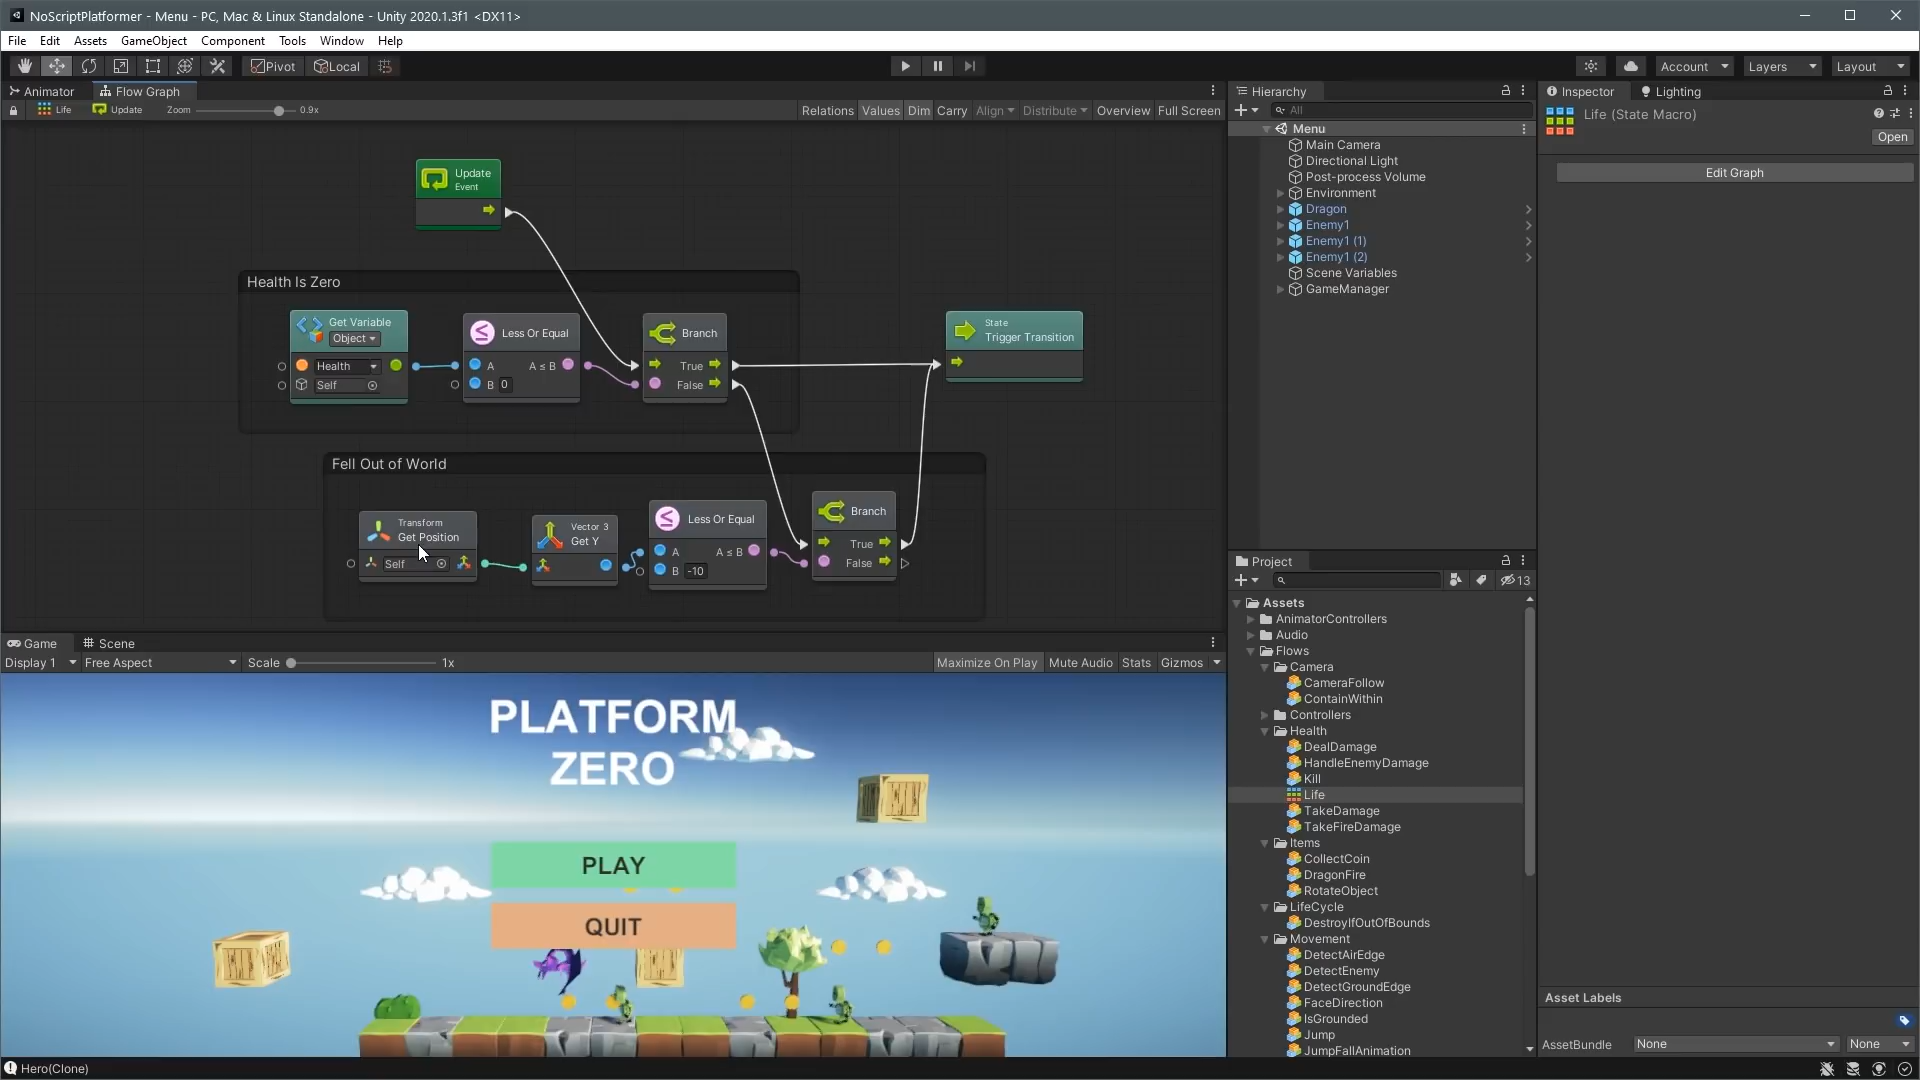 NoScriptPlatformer - Menu - PC, Mac & Linux Standalone - Unity 2020.1.3f1 <DX11>
File Edit Assets GameObject Component Tools Window Help
Pivot Local Account Layers Layout
Animator Flow Graph
Life Update Zoom 0.9x Relations Values Dim Carry Align Distribute Overview Full Screen
Update
Event
Health Is Zero
Get Variable
Object
Health
Self
Less Or Equal
A A ≤ B
B 0
Branch
True
False
State
Trigger Transition
Fell Out of World
Transform
Get Position
Self
Vector 3
Get Y
Less Or Equal
A A ≤ B
B -10
Branch
True
False
Game Scene
Display 1 Free Aspect Scale 1x Maximize On Play Mute Audio Stats Gizmos
PLATFORM
ZERO
PLAY
QUIT
Hierarchy
All
Menu
Main Camera
Directional Light
Post-process Volume
Environment
Dragon
Enemy1
Enemy1 (1)
Enemy1 (2)
Scene Variables
GameManager
Project
13
Assets
AnimatorControllers
Audio
Flows
Camera
CameraFollow
ContainWithin
Controllers
Health
DealDamage
HandleEnemyDamage
Kill
Life
TakeDamage
TakeFireDamage
Items
CollectCoin
DragonFire
RotateObject
LifeCycle
DestroyIfOutOfBounds
Movement
DetectAirEdge
DetectEnemy
DetectGroundEdge
FaceDirection
IsGrounded
Jump
JumpFallAnimation
Inspector Lighting
Life (State Macro)
Open
Edit Graph
Asset Labels
AssetBundle None None
Hero(Clone)